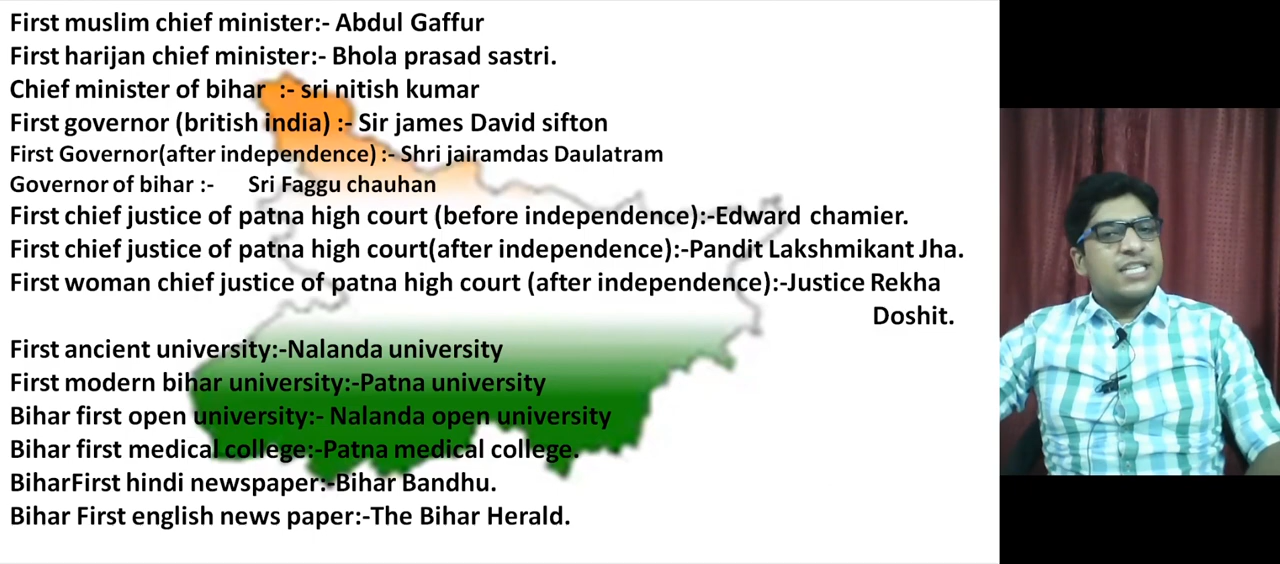 First muslim chief minister:- Abdul Gaffur
First harijan chief minister:- Bhola prasad sastri.
Chief minister of bihar :- sri nitish kumar
First governor (british india) :- Sir james David sifton
First Governor(after independence) :- Shri jairamdas Daulatram
Governor of bihar :- Sri Faggu chauhan
First chief justice of patna high court (before independence):-Edward chamier.
First chief justice of patna high court(after independence):-Pandit Lakshmikant Jha.
First woman chief justice of patna high court (after independence):-Justice Rekha
Doshit.
First ancient university:-Nalanda university
First modern bihar university:-Patna university
Bihar first open university:- Nalanda open university
Bihar first medical college:-Patna medical college.
BiharFirst hindi newspaper:-Bihar Bandhu.
Bihar First english news paper:-The Bihar Herald.